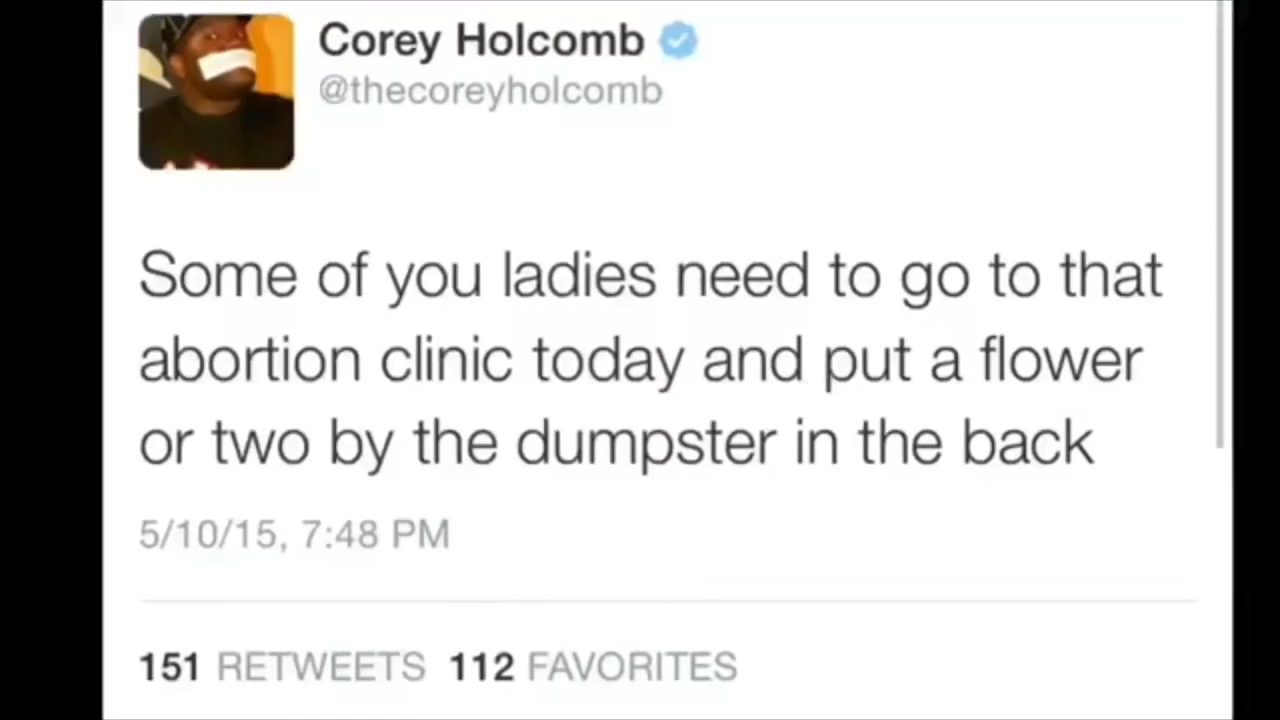 Corey Holcomb
@thecoreyholcomb
Some of you ladies need to go to that
abortion clinic today and put a flower
or two by the dumpster in the back
5/10/15, 7:48 PM
151 RETWEETS 112 FAVORITES